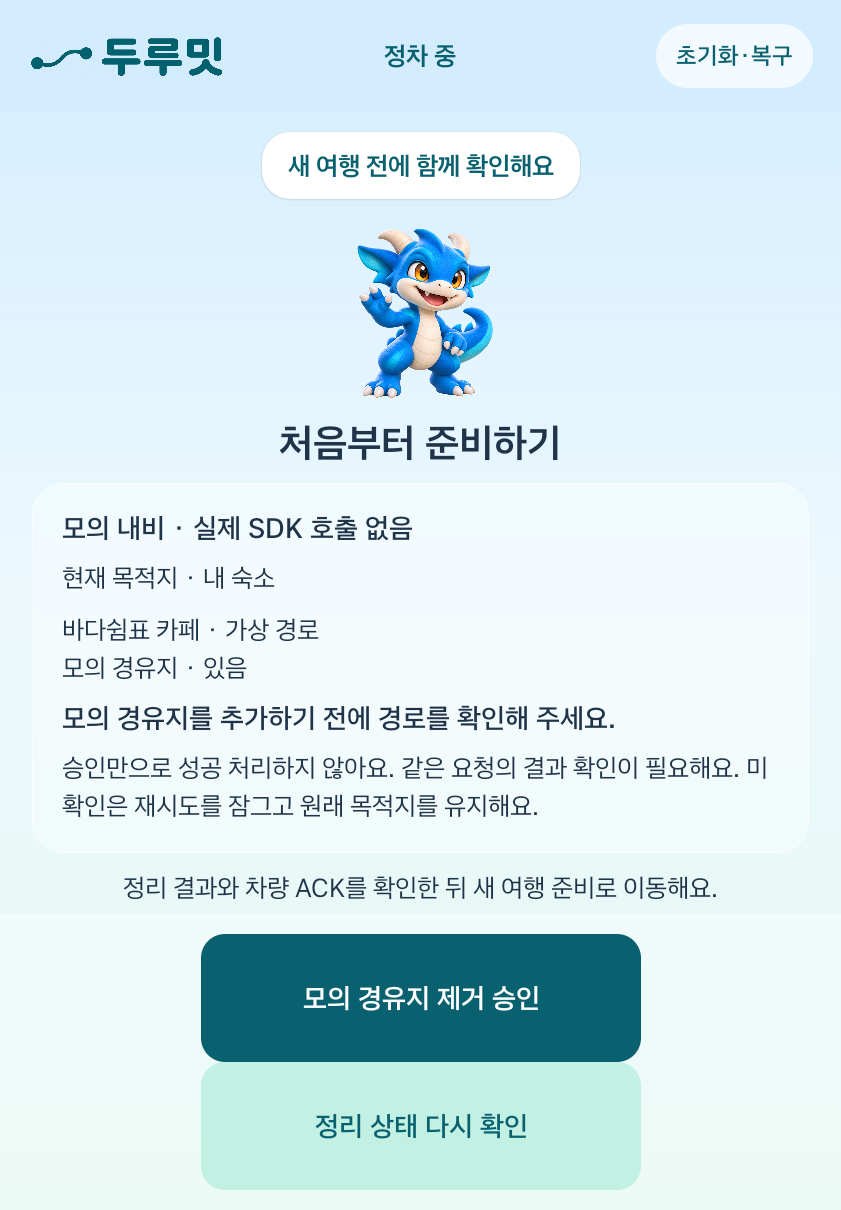 두루밋
정차 중
초기화·복구
새 여행 전에 함께 확인해요
처음부터 준비하기
모의 내비 · 실제 SDK 호출 없음
현재 목적지 · 내 숙소
바다쉼표 카페 · 가상 경로
모의 경유지 · 있음
모의 경유지를 추가하기 전에 경로를 확인해 주세요.
승인만으로 성공 처리하지 않아요. 같은 요청의 결과 확인이 필요해요. 미
확인은 재시도를 잠그고 원래 목적지를 유지해요.
정리 결과와 차량 ACK를 확인한 뒤 새 여행 준비로 이동해요.
모의 경유지 제거 승인
정리 상태 다시 확인